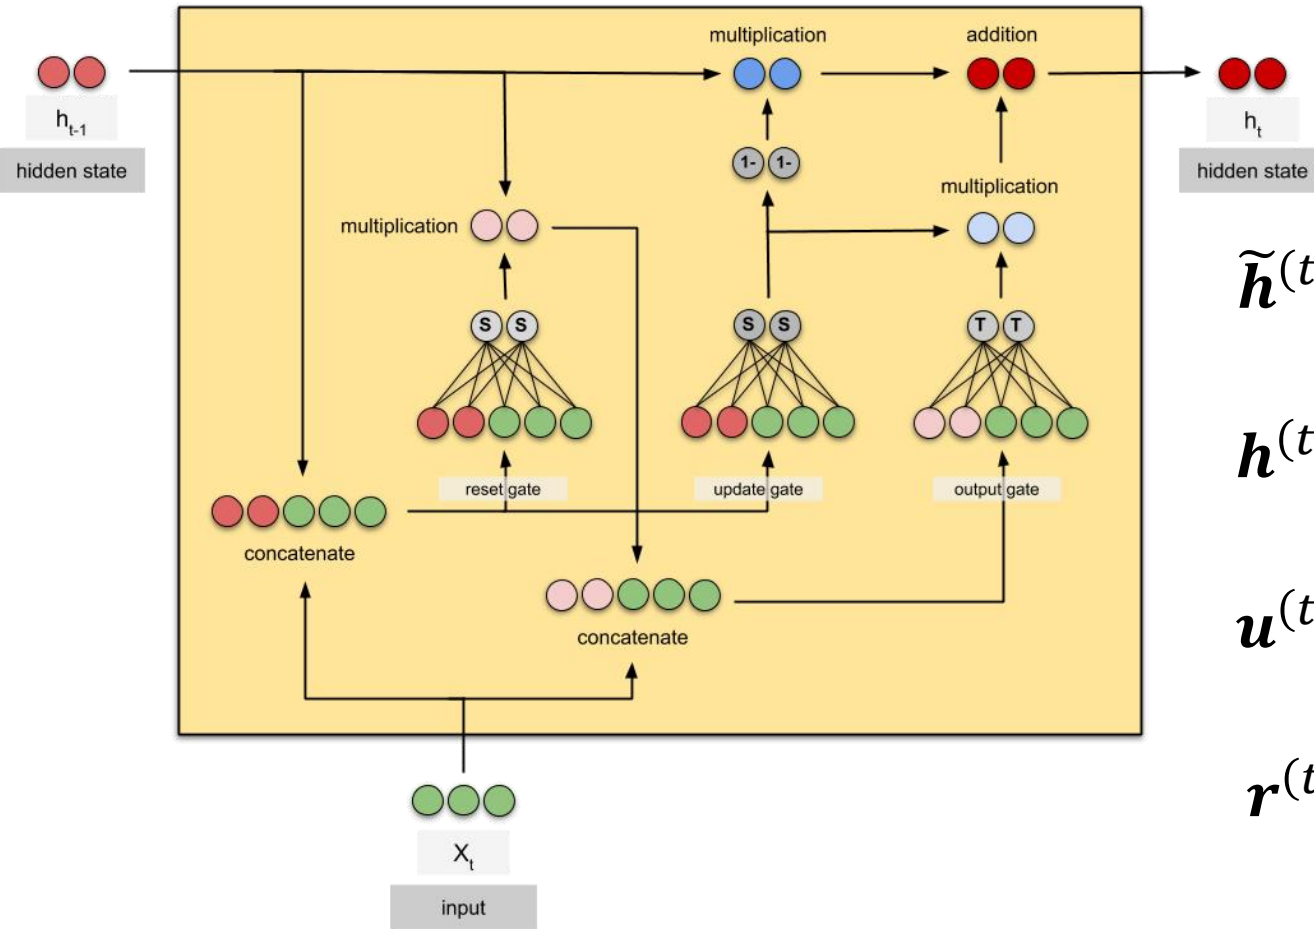 multiplication
addition
h_{t-1}
hidden state
1- 1-
h_t
hidden state
multiplication
multiplication
S S
S S
T T
reset gate
update gate
output gate
concatenate
concatenate
X_t
input
h̃^{(t
h^{(t
u^{(t
r^{(t